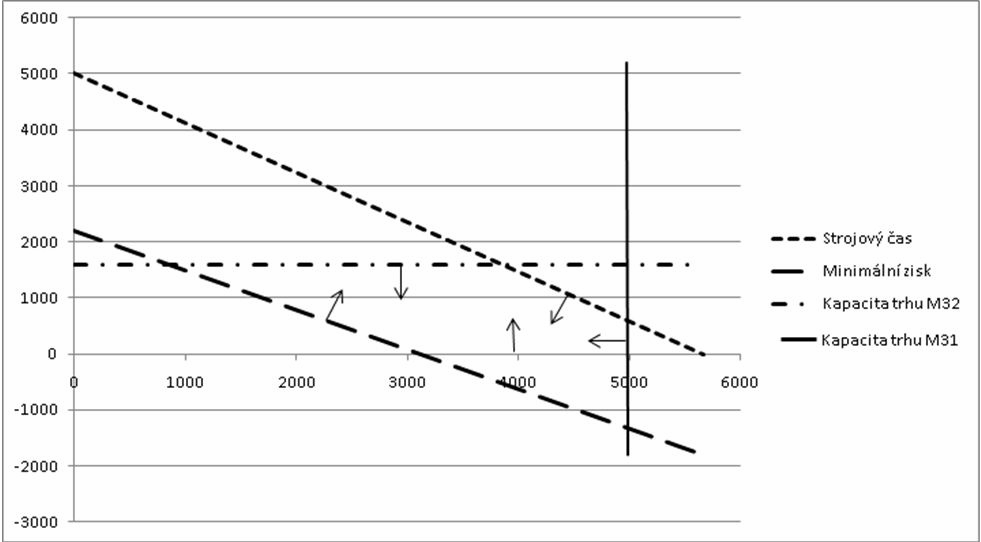 6000
5000
4000
3000
2000
1000
0
-1000
-2000
-3000
0 1000 2000 3000 4000 5000 6000
Strojový čas
Minimální zisk
Kapacita trhu M32
Kapacita trhu M31